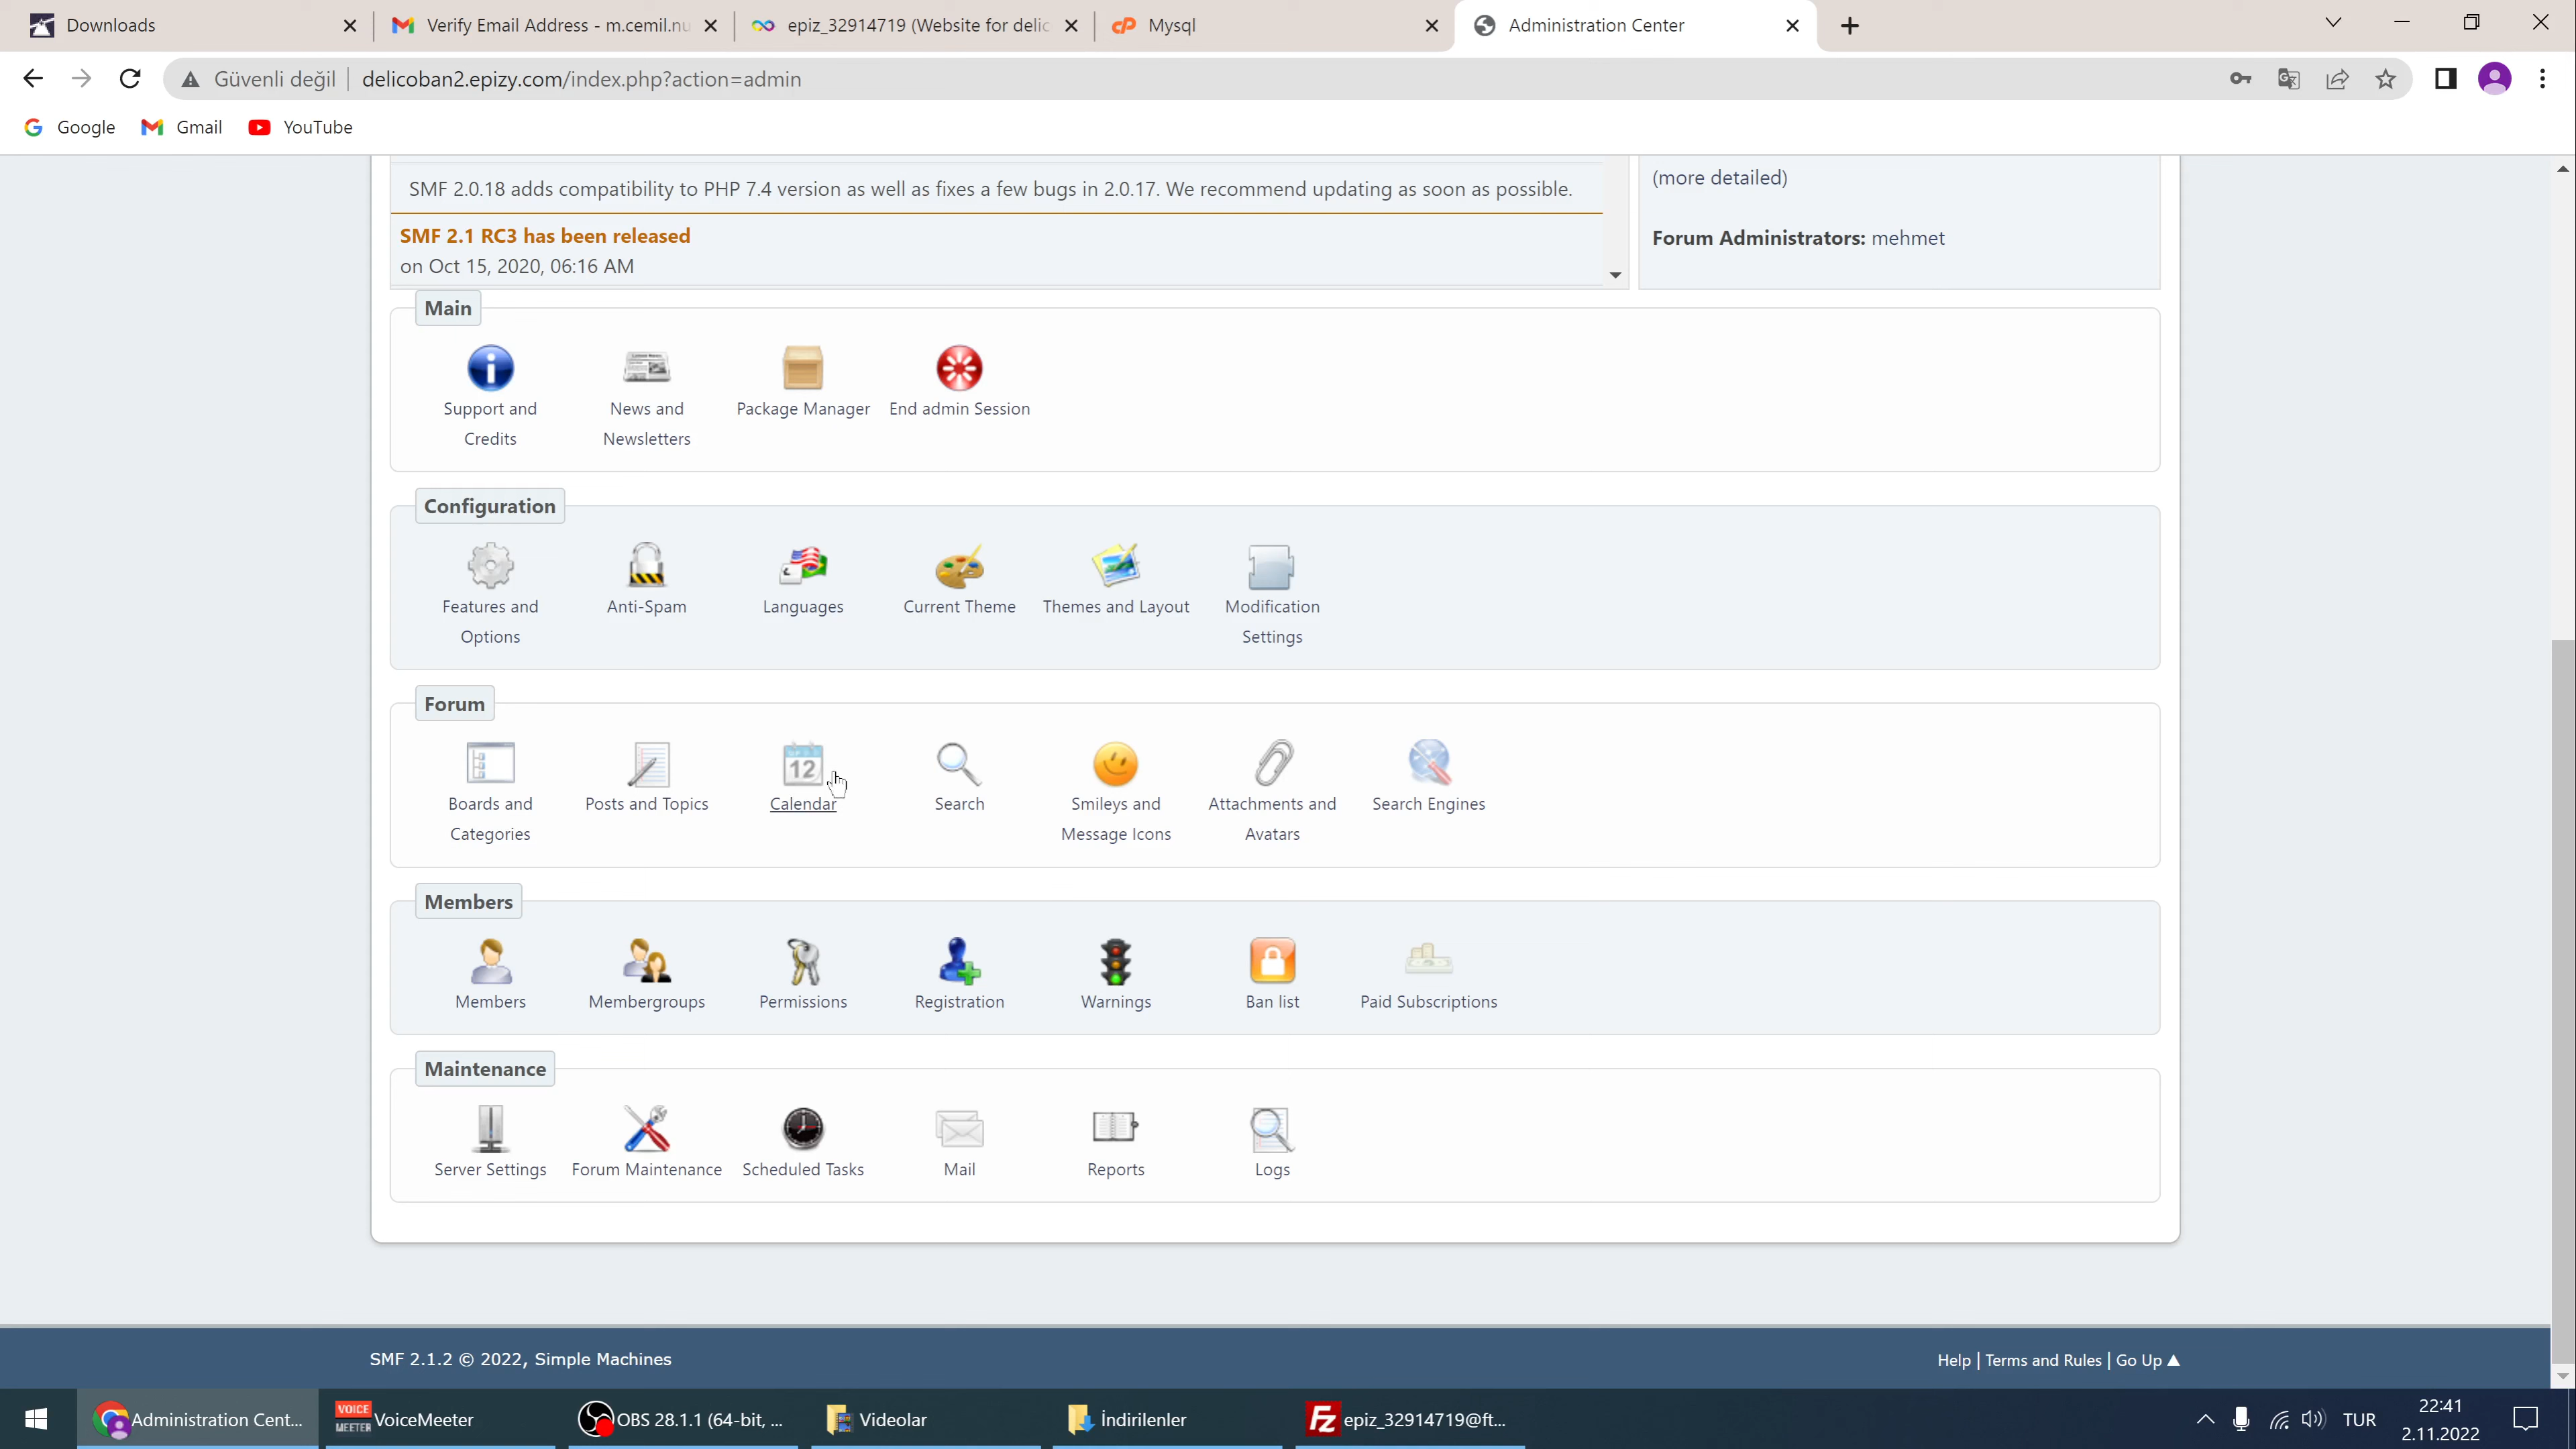 Downloads
Verify Email Address - m.cemil.nu
epiz_32914719 (Website for delic
Mysql
Administration Center
Güvenli değil
delicoban2.epizy.com/index.php?action=admin
Google
Gmail
YouTube
SMF 2.0.18 adds compatibility to PHP 7.4 version as well as fixes a few bugs in 2.0.17. We recommend updating as soon as possible.
SMF 2.1 RC3 has been released
on Oct 15, 2020, 06:16 AM
(more detailed)
Forum Administrators: mehmet
Main
Support and
Credits
News and
Newsletters
Package Manager
End admin Session
Configuration
Features and
Options
Anti-Spam
Languages
Current Theme
Themes and Layout
Modification
Settings
Forum
Boards and
Categories
Posts and Topics
12
Calendar
Search
Smileys and
Message Icons
Attachments and
Avatars
Search Engines
Members
Members
Membergroups
Permissions
Registration
Warnings
Ban list
Paid Subscriptions
Maintenance
Server Settings
Forum Maintenance
Scheduled Tasks
Mail
Reports
Logs
SMF 2.1.2 © 2022, Simple Machines
Help | Terms and Rules | Go Up ▲
Administration Cent...
VOICE
MEETER
VoiceMeeter
OBS 28.1.1 (64-bit, ...
Videolar
İndirilenler
Fz
epiz_32914719@ft...
TUR
22:41
2.11.2022